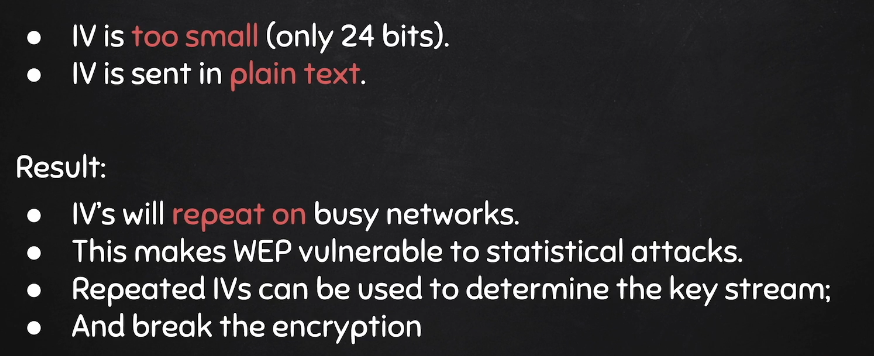 ● IV is too small (only 24 bits).
● IV is sent in plain text.
Result:
● IV's will repeat on busy networks.
● This makes WEP vulnerable to statistical attacks.
● Repeated IVs can be used to determine the key stream;
● And break the encryption